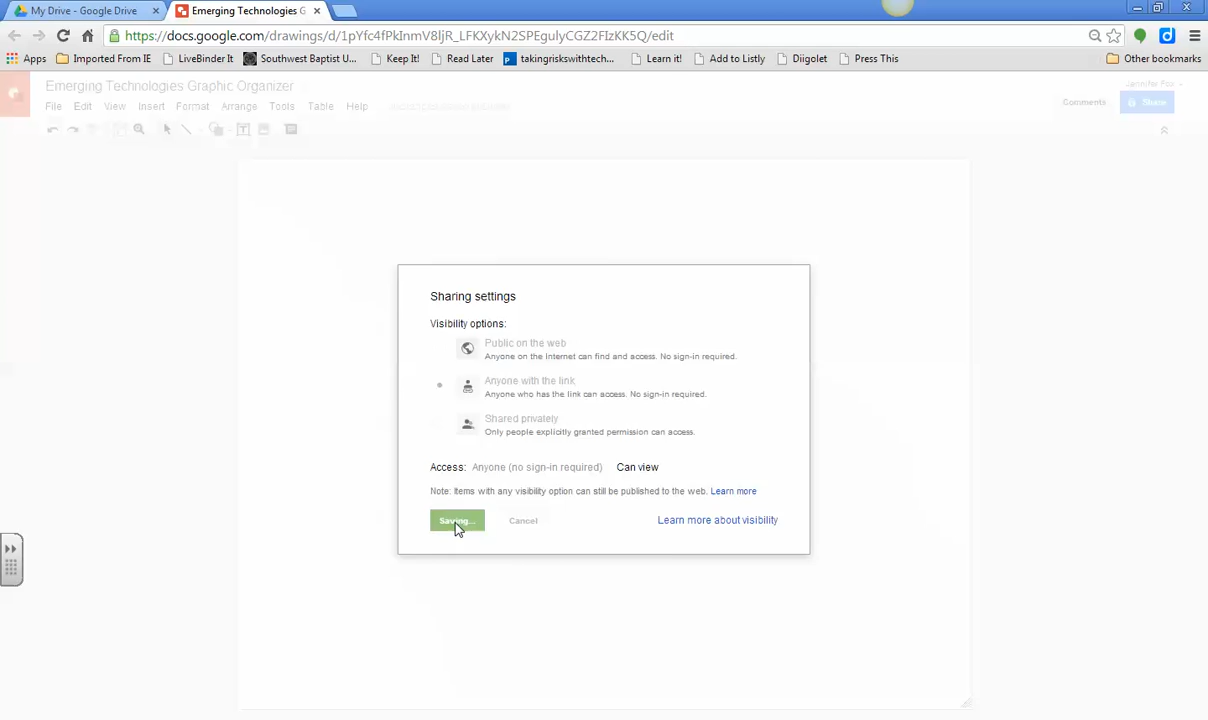 My Drive - Google Drive
Emerging Technologies G
https://docs.google.com/drawings/d/1pYfc4fPkInmV8ljR_LFKXykN2SPEgulyCGZ2FIzKK5Q/edit
Apps Imported From IE LiveBinder It Southwest Baptist U... Keep It! Read Later takingriskswithtech... Learn it! Add to Listly Diigolet Press This Other bookmarks
Emerging Technologies Graphic Organizer
Jennifer Fox
File Edit View Insert Format Arrange Tools Table Help
Comments Share
Sharing settings
Visibility options:
Public on the web
Anyone on the Internet can find and access. No sign-in required.
Anyone with the link
Anyone who has the link can access. No sign-in required.
Shared privately
Only people explicitly granted permission can access.
Access: Anyone (no sign-in required) Can view
Note: Items with any visibility option can still be published to the web. Learn more
Saving... Cancel Learn more about visibility